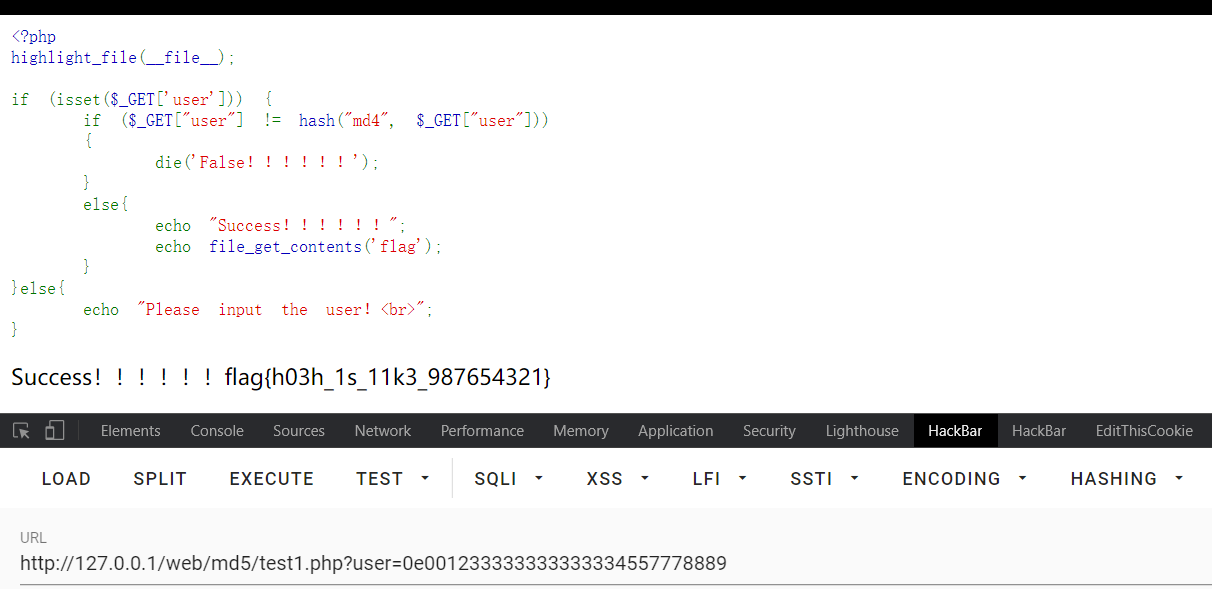 <?php
highlight_file(__file__);
if (isset($_GET['user'])) {
if ($_GET["user"] != hash("md4", $_GET["user"]))
{
die('False！！！！！！');
}
else{
echo "Success！！！！！！";
echo file_get_contents('flag');
}
}else{
echo "Please input the user! <br>";
}
Success！！！！！！flag{h03h_1s_11k3_987654321}
Elements Console Sources Network Performance Memory Application Security Lighthouse HackBar HackBar EditThisCookie
LOAD SPLIT EXECUTE TEST SQLI XSS LFI SSTI ENCODING HASHING
URL
http://127.0.0.1/web/md5/test1.php?user=0e001233333333333334557778889